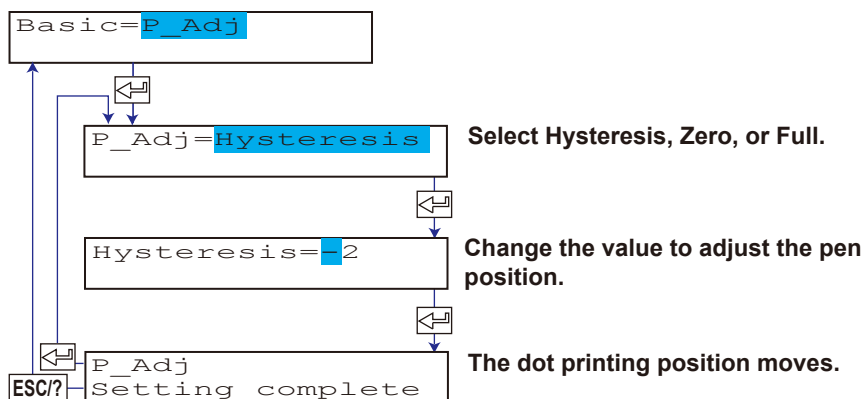 Basic=P_Adj
P_Adj=Hysteresis
Select Hysteresis, Zero, or Full.
Hysteresis=-2
Change the value to adjust the pen
position.
P_Adj
The dot printing position moves.
ESC/?
Setting complete